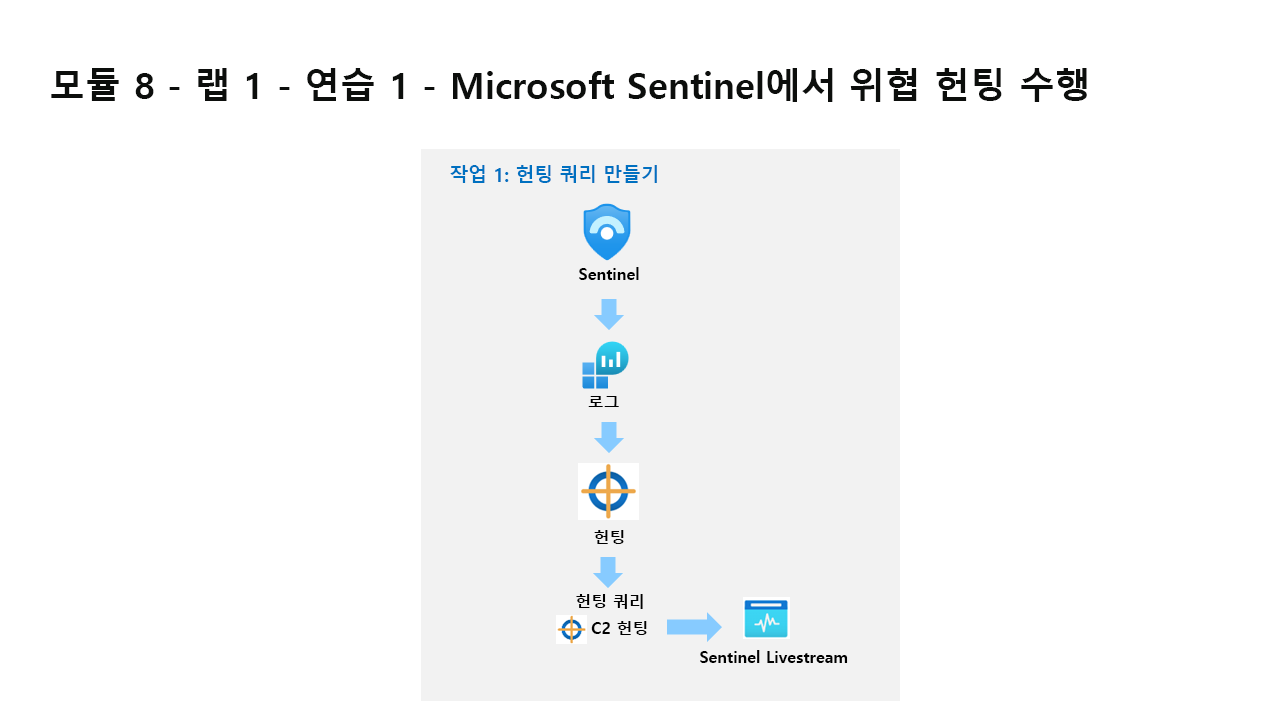 모듈 8 - 랩 1 - 연습 1 - Microsoft Sentinel에서 위협 헌팅 수행
작업 1: 헌팅 쿼리 만들기
Sentinel
로그
헌팅
헌팅 쿼리
C2 헌팅
Sentinel Livestream